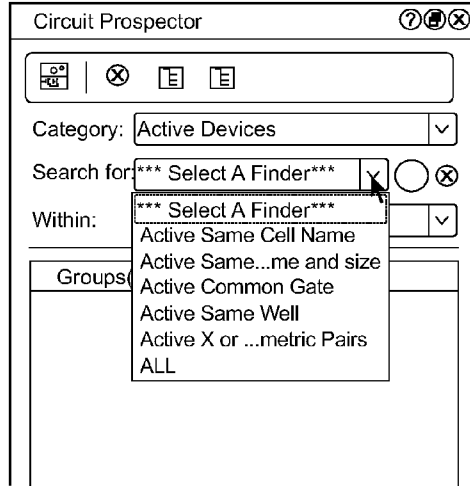 Circuit Prospector
Category: Active Devices
Search for: *** Select A Finder***
*** Select A Finder***
Within:
Active Same Cell Name
Active Same...me and size
Groups(
Active Common Gate
Active Same Well
Active X or ...metric Pairs
ALL